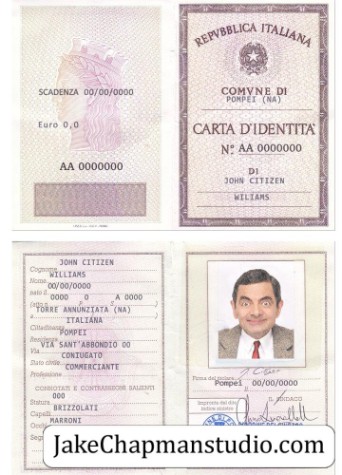 SCADENZA 00/00/0000
Euro 0,0
AA 0000000
REPVBBLICA ITALIANA
COMVNE DI
POMPEI (NA)
CARTA D'IDENTITÀ
N° AA 0000000
DI
JOHN CITIZEN
WILIAMS
JOHN CITIZEN
Cognome
WILLIAMS
Nome
00/00/0000
nato il
0000 0 A 0000
(atto n. P. S.
TORRE ANNUNZIATA (NA)
a
ITALIANA
Cittadinanza
POMPEI
Residenza
VIA SANT'ABBONDIO 00
Via
CONIUGATO
Stato civile
COMMERCIANTE
Professione
CONNOTATI E CONTRASSEGNI SALIENTI
000
Statura
BRIZZOLATI
Capelli
MARRONI
Occhi
Firma del titolare
Pompei 00/00/0000
IL SINDACO
Impronta del dito
indice sinistro
JakeChapmanstudio.com